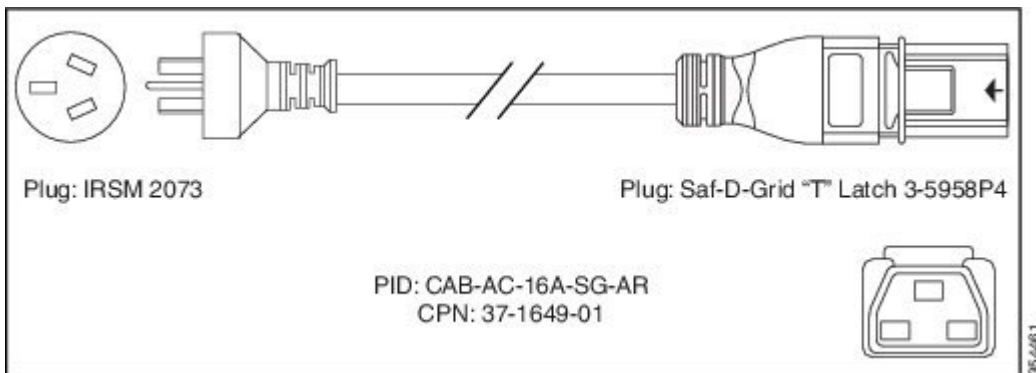 Plug: IRSM 2073
Plug: Saf-D-Grid “T” Latch 3-5958P4
PID: CAB-AC-16A-SG-AR
CPN: 37-1649-01